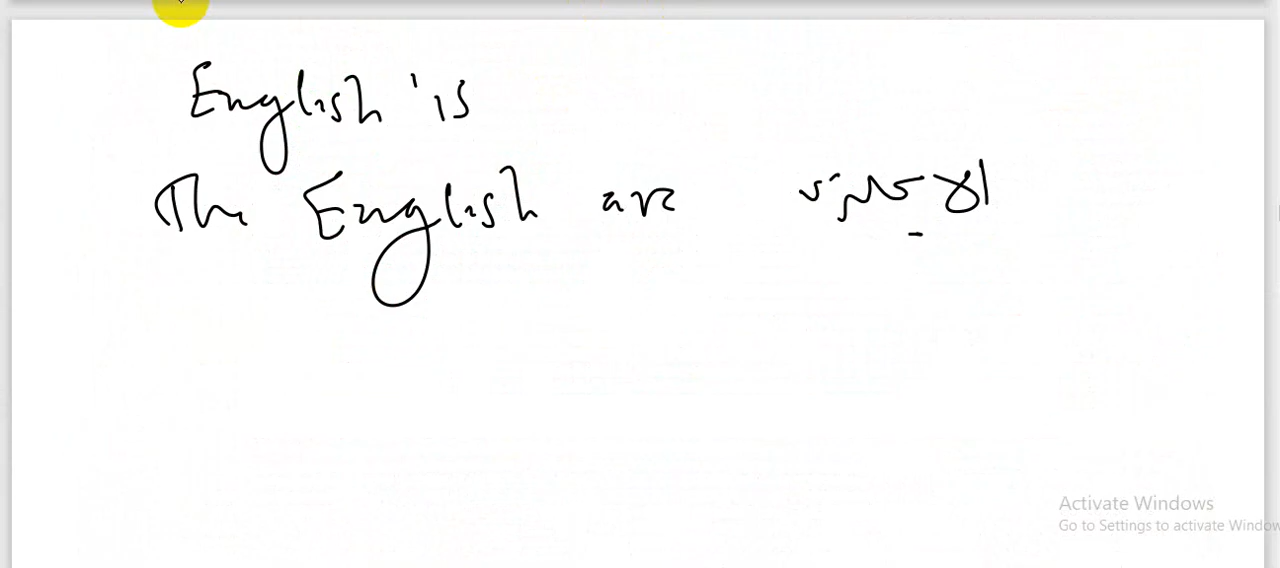 English 'is
The English are الانكليز
Activate Windows
Go to Settings to activate Window